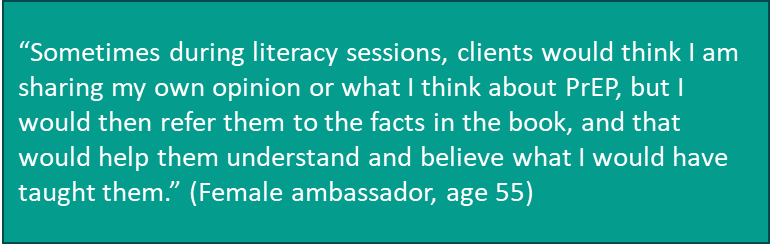 “Sometimes during literacy sessions, clients would think I am
sharing my own opinion or what I think about PrEP, but I
would then refer them to the facts in the book, and that
would help them understand and believe what I would have
taught them.” (Female ambassador, age 55)